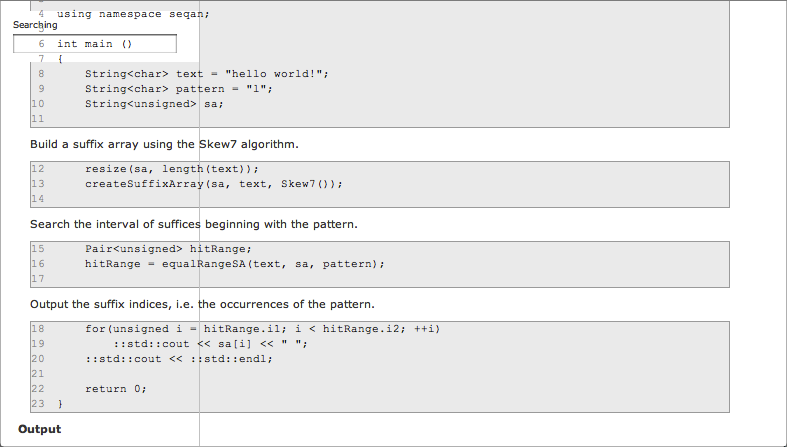 4 using namespace seqan;
Searching
5
6 int main ()
7 {
8 String<char> text = "hello world!";
9 String<char> pattern = "l";
10 String<unsigned> sa;
11
Build a suffix array using the Skew7 algorithm.
12 resize(sa, length(text));
13 createSuffixArray(sa, text, Skew7());
14
Search the interval of suffices beginning with the pattern.
15 Pair<unsigned> hitRange;
16 hitRange = equalRangeSA(text, sa, pattern);
17
Output the suffix indices, i.e. the occurrences of the pattern.
18 for(unsigned i = hitRange.i1; i < hitRange.i2; ++i)
19 ::std::cout << sa[i] << " ";
20 ::std::cout << ::std::endl;
21
22 return 0;
23 }
Output